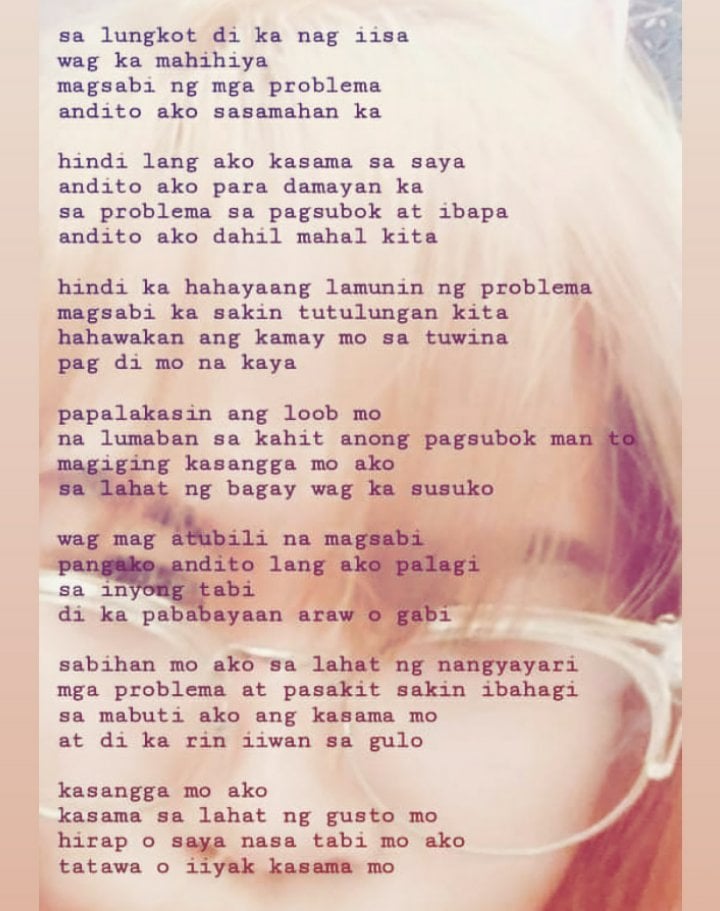 sa lungkot di ka nag iisa
wag ka mahihiya
magsabi ng mga problema
andito ako sasamahan ka
hindi lang ako kasama sa saya
andito ako para damayan ka
sa problema sa pagsubok at ibapa
andito ako dahil mahal kita
hindi ka hahayaang lamunin ng problema
magsabi ka sakin tutulungan kita
hahawakan ang kamay mo sa tuwina
pag di mo na kaya
papalakasin ang loob mo
na lumaban sa kahit anong pagsubok man to
magiging kasangga mo ako
sa lahat ng bagay wag ka susuko
wag mag atubili na magsabi
pangako andito lang ako palagi
sa inyong tabi
di ka pababayaan araw o gabi
sabihan mo ako sa lahat ng nangyayari
mga problema at pasakit sakin ibahagi
sa mabuti ako ang kasama mo
at di ka rin iiwan sa gulo
kasangga mo ako
kasama sa lahat ng gusto mo
hirap o saya nasa tabi mo ako
tatawa o iiyak kasama mo